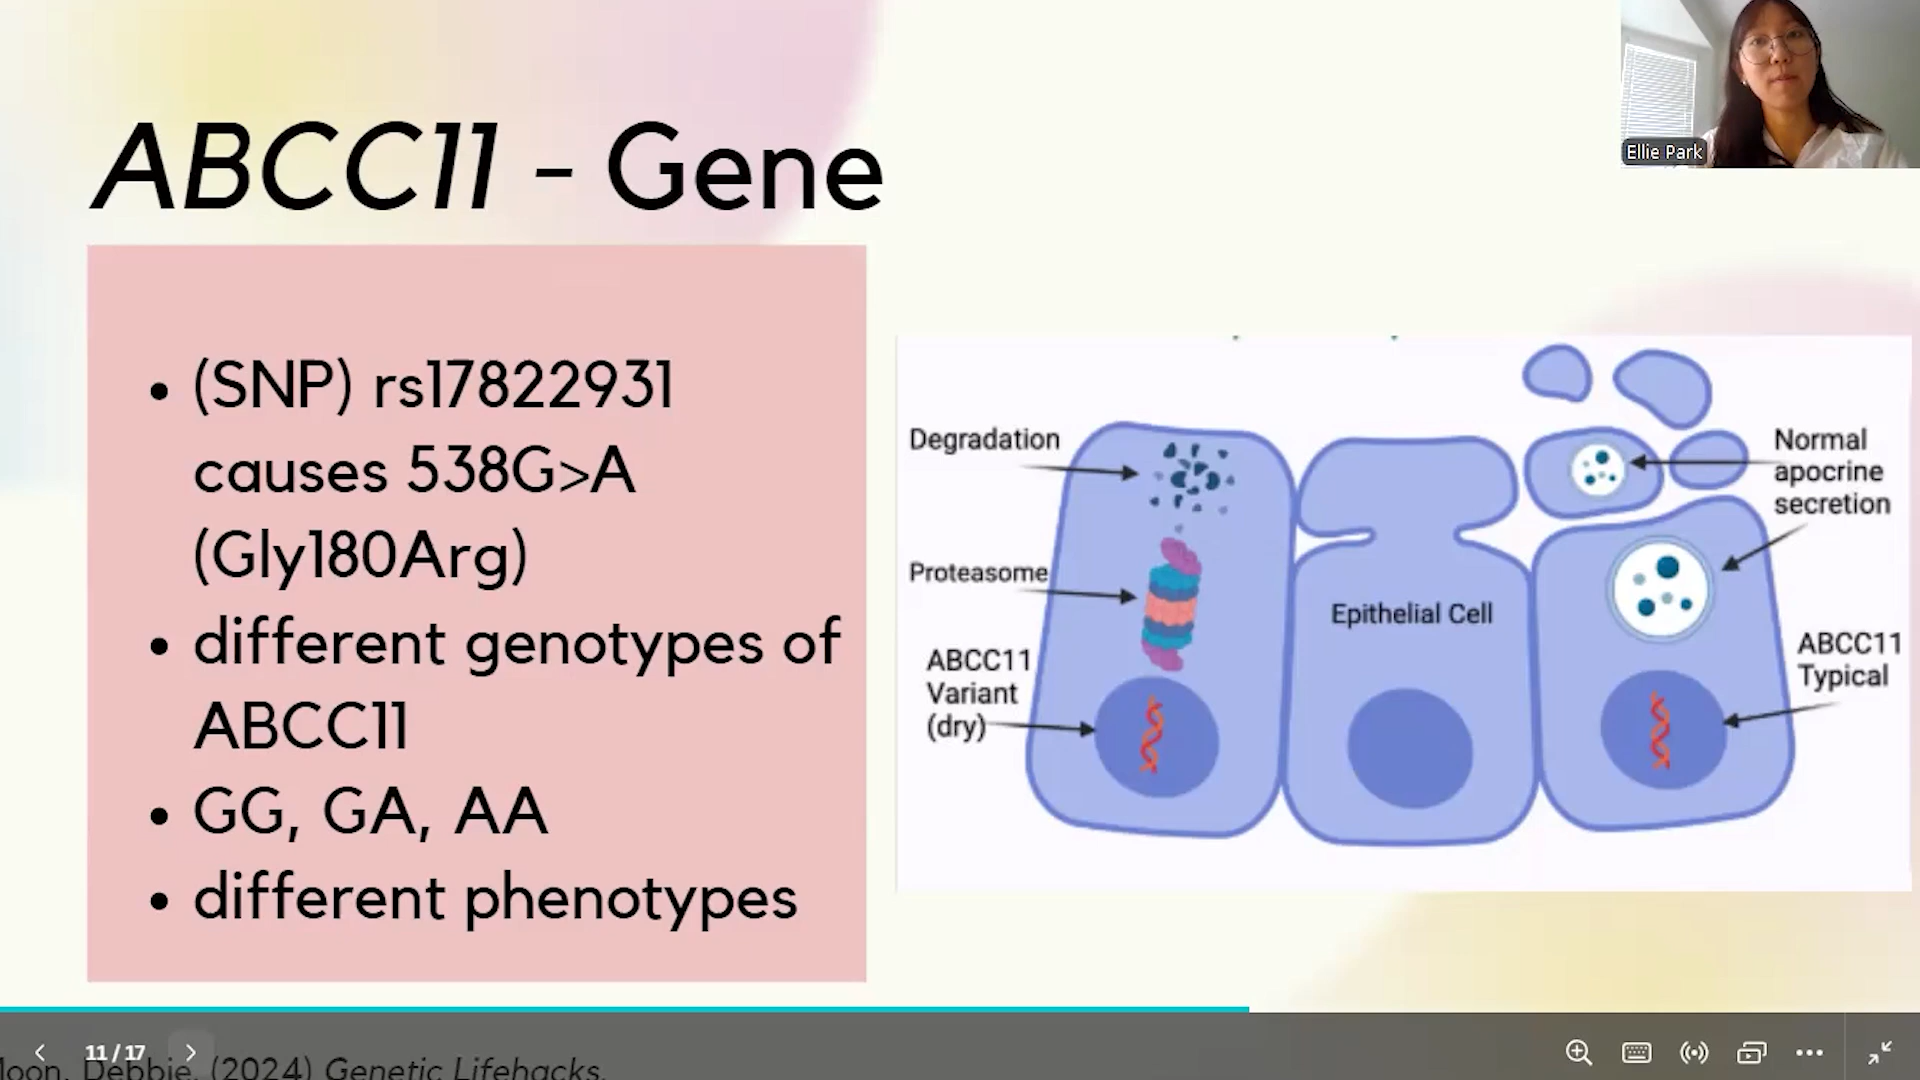 ABCC11 - Gene
Ellie Park
• (SNP) rs17822931
causes 538G>A
(Gly180Arg)
• different genotypes of
ABCC11
• GG, GA, AA
• different phenotypes
Degradation
Proteasome
ABCC11
Variant
(dry)
Epithelial Cell
Normal
apocrine
secretion
ABCC11
Typical
11 / 17
Debbie. (2024) Genetic Lifehacks.